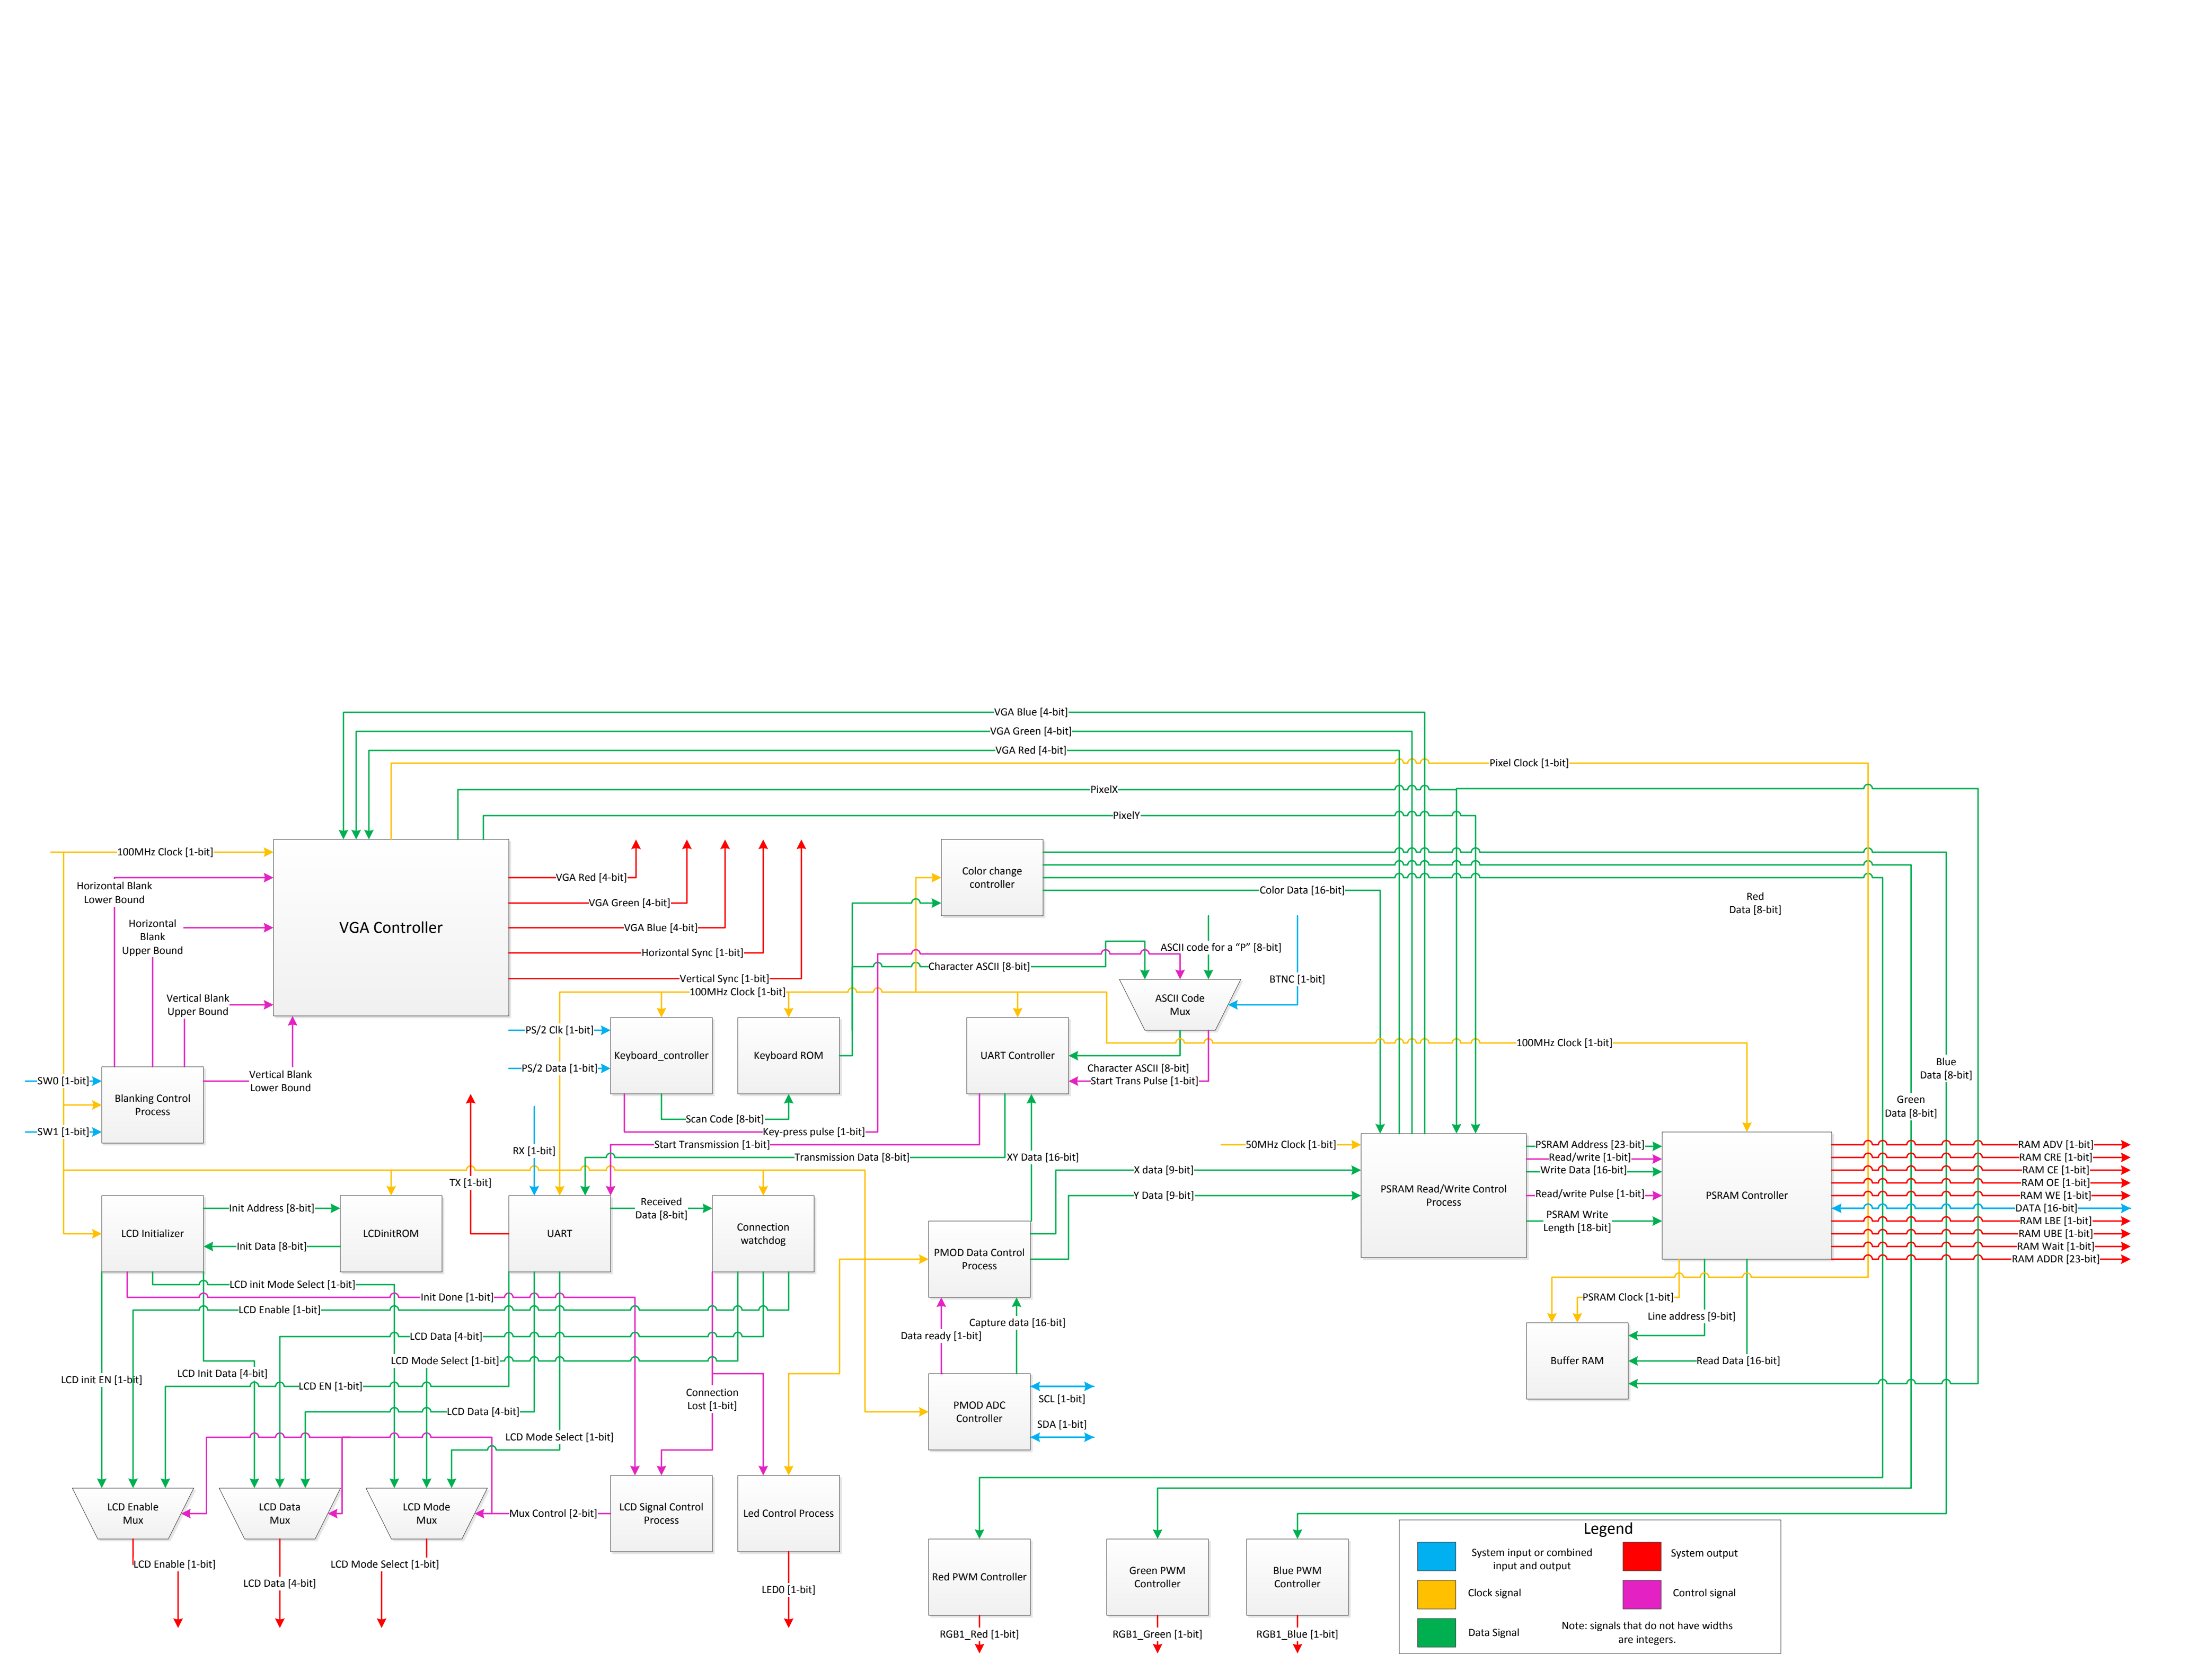 VGA Blue [4-bit]
VGA Green [4-bit]
VGA Red [4-bit]
Pixel Clock [1-bit]
PixelX
PixelY
100MHz Clock [1-bit]
Horizontal Blank
Lower Bound
Horizontal
Blank
Upper Bound
Vertical Blank
Upper Bound
Vertical Blank
Lower Bound
VGA Controller
VGA Red [4-bit]
VGA Green [4-bit]
VGA Blue [4-bit]
Horizontal Sync [1-bit]
Vertical Sync [1-bit]
100MHz Clock [1-bit]
Color change
controller
Color Data [16-bit]
Red
Data [8-bit]
ASCII code for a “P” [8-bit]
Character ASCII [8-bit]
BTNC [1-bit]
ASCII Code
Mux
PS/2 Clk [1-bit]
PS/2 Data [1-bit]
Keyboard_controller
Keyboard ROM
UART Controller
100MHz Clock [1-bit]
Character ASCII [8-bit]
Start Trans Pulse [1-bit]
Blue
Data [8-bit]
Green
Data [8-bit]
SW0 [1-bit]
SW1 [1-bit]
Blanking Control
Process
Scan Code [8-bit]
Key-press pulse [1-bit]
Start Transmission [1-bit]
Transmission Data [8-bit]
RX [1-bit]
TX [1-bit]
XY Data [16-bit]
50MHz Clock [1-bit]
X data [9-bit]
Y Data [9-bit]
PSRAM Read/Write Control
Process
PSRAM Address [23-bit]
Read/write [1-bit]
Write Data [16-bit]
Read/write Pulse [1-bit]
PSRAM Write
Length [18-bit]
PSRAM Controller
RAM ADV [1-bit]
RAM CRE [1-bit]
RAM CE [1-bit]
RAM OE [1-bit]
RAM WE [1-bit]
DATA [16-bit]
RAM LBE [1-bit]
RAM UBE [1-bit]
RAM Wait [1-bit]
RAM ADDR [23-bit]
LCD Initializer
Init Address [8-bit]
Init Data [8-bit]
LCDinitROM
UART
Received
Data [8-bit]
Connection
watchdog
PMOD Data Control
Process
LCD init Mode Select [1-bit]
Init Done [1-bit]
LCD Enable [1-bit]
LCD Data [4-bit]
LCD Mode Select [1-bit]
LCD init EN [1-bit]
LCD Init Data [4-bit]
LCD EN [1-bit]
LCD Data [4-bit]
LCD Mode Select [1-bit]
Connection
Lost [1-bit]
Data ready [1-bit]
Capture data [16-bit]
PMOD ADC
Controller
SCL [1-bit]
SDA [1-bit]
PSRAM Clock [1-bit]
Line address [9-bit]
Buffer RAM
Read Data [16-bit]
LCD Enable
Mux
LCD Data
Mux
LCD Mode
Mux
Mux Control [2-bit]
LCD Signal Control
Process
Led Control Process
LCD Enable [1-bit]
LCD Data [4-bit]
LCD Mode Select [1-bit]
LED0 [1-bit]
Red PWM Controller
Green PWM
Controller
Blue PWM
Controller
RGB1_Red [1-bit]
RGB1_Green [1-bit]
RGB1_Blue [1-bit]
Legend
System input or combined
input and output
System output
Clock signal
Control signal
Data Signal
Note: signals that do not have widths
are integers.